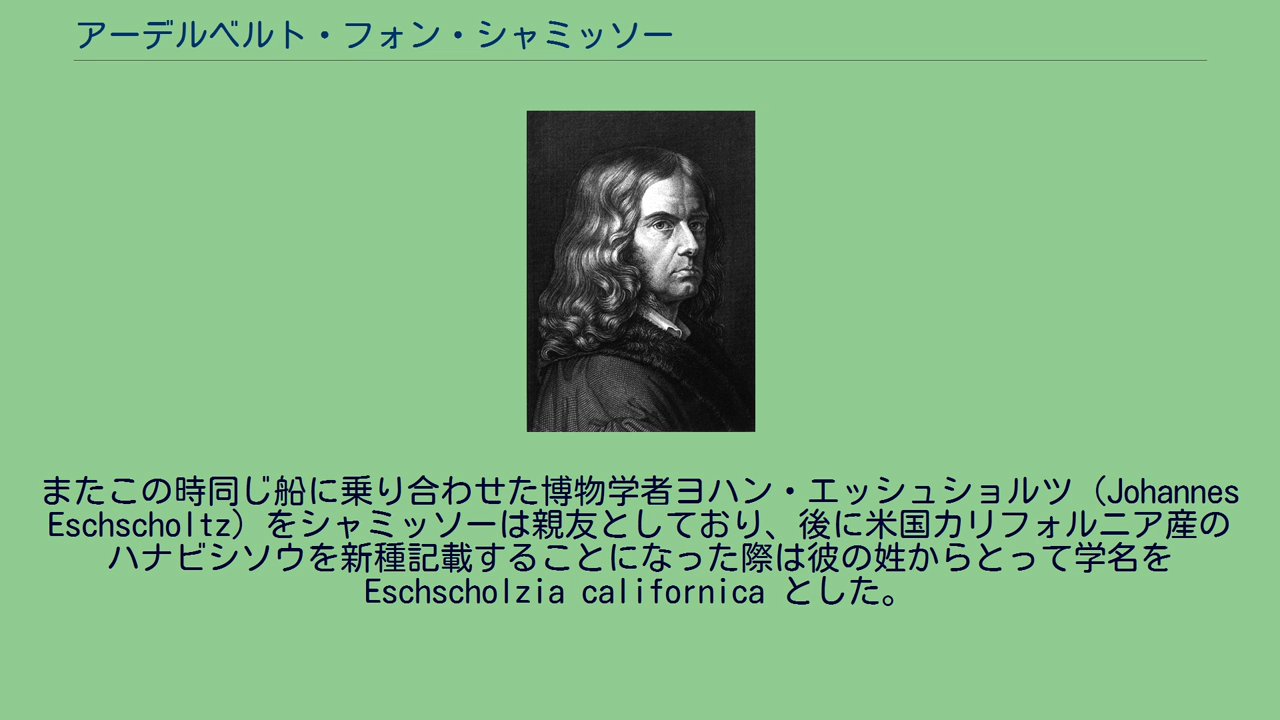 アーデルベルト・フォン・シャミッソー
またこの時同じ船に乗り合わせた博物学者ヨハン・エッシュショルツ（Johannes
Eschscholtz）をシャミッソーは親友としており、後に米国カリフォルニア産の
ハナビシソウを新種記載することになった際は彼の姓からとって学名を
Eschscholzia californica とした。